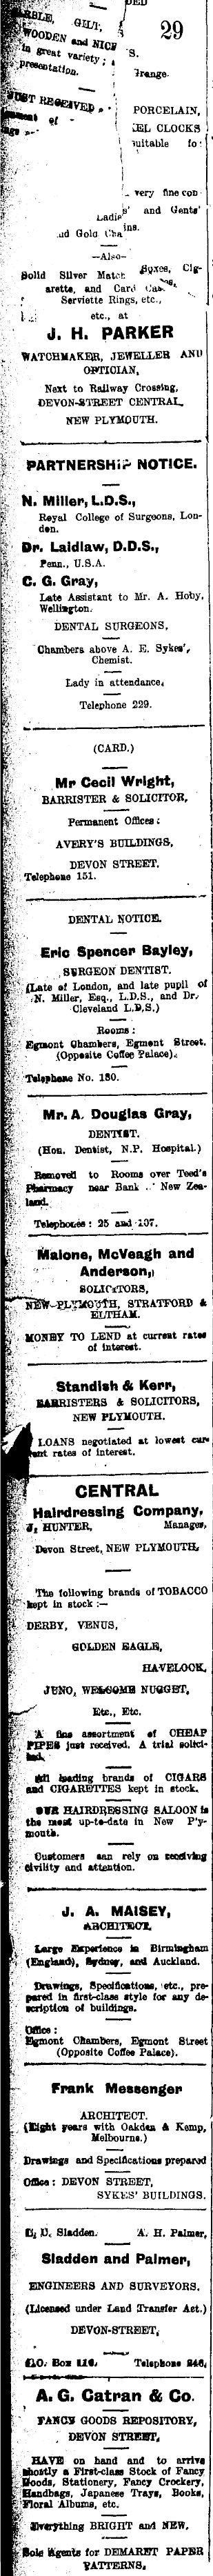 29
GILT,
WOODEN and NICE
in great variety;
presentation.
JUST RECEIVED
PORCELAIN,
CLOCKS
suitable for
very fine con
Ladies' and Gents'
Gold
—Also—
Solid Silver Match Boxes, Cig-
arette, and Card
Serviette Rings, etc.,
etc., at
J. H. PARKER
WATCHMAKER, JEWELLER AND
OPTICIAN,
Next to Railway Crossing,
DEVON-STREET CENTRAL,
NEW PLYMOUTH.
PARTNERSHIP NOTICE.
N. Miller, L.D.S.,
Royal College of Surgeons, Lon-
don.
Dr. Laidlaw, D.D.S.,
Penn., U.S.A.
C. G. Gray,
Late Assistant to Mr. A. Hoby,
Wellington.
DENTAL SURGEONS.
Chambers above A. E. Sykes',
Chemist.
Lady in attendance.
Telephone 229.
(CARD.)
Mr Cecil Wright,
BARRISTER & SOLICITOR,
Permanent Offices:
AVERY'S BUILDINGS,
DEVON STREET.
Telephone 151.
DENTAL NOTICE.
Eric Spencer Bayley,
SURGEON DENTIST.
(Late of London, and late pupil of
N. Miller, Esq., L.D.S., and Dr.
Cleveland L.D.S.)
Rooms:
Egmont Chambers, Egmont Street.
(Opposite Coffee Palace).
Telephone No. 130.
Mr. A. Douglas Gray,
DENTIST.
(Hon. Dentist, N.P. Hospital.)
Removed to Rooms over Teed's
Pharmacy near Bank New Zea-
land.
Telephones: 25 and 107.
Malone, McVeagh and
Anderson,
SOLICITORS,
NEW-PLYMOUTH, STRATFORD &
ELTHAM.
MONEY TO LEND at current rates
of interest.
Standish & Kerr,
BARRISTERS & SOLICITORS,
NEW PLYMOUTH.
LOANS negotiated at lowest cur-
rent rates of interest.
CENTRAL
Hairdressing Company,
J. HUNTER, Manager,
Devon Street, NEW PLYMOUTH.
The following brands of TOBACCO
kept in stock:—
DERBY, VENUS,
GOLDEN EAGLE,
HAVELOCK,
JUNO, WELCOME NUGGET,
Etc., Etc.
A fine assortment of CHEAP
PIPES just received. A trial solici-
ted.
All leading brands of CIGARS
and CIGARETTES kept in stock.
OUR HAIRDRESSING SALOON is
the most up-to-date in New Ply-
mouth.
Customers can rely on receiving
civility and attention.
J. A. MAISEY,
ARCHITECT.
Large Experience in Birmingham
(England), Sydney, and Auckland.
Drawings, Specifications, etc., pre-
pared in first-class style for any de-
scription of buildings.
Office:
Egmont Chambers, Egmont Street
(Opposite Coffee Palace).
Frank Messenger
ARCHITECT.
(Eight years with Oakden & Kemp,
Melbourne.)
Drawings and Specifications prepared
Office: DEVON STREET,
SYKES' BUILDINGS.
Sladden. A. H. Palmer,
Sladden and Palmer,
ENGINEERS AND SURVEYORS.
(Licensed under Land Transfer Act.)
DEVON-STREET,
P.O. Box Telephone
A. G. Catran & Co.
FANCY GOODS REPOSITORY,
DEVON STREET,
HAVE on hand and to arrive
mostly a First-class Stock of Fancy
Goods, Stationery, Fancy Crockery,
Handbags, Japanese Trays, Books,
Floral Albums, etc.
Everything BRIGHT and NEW.
Sole Agents for DEMAREST PAPER
PATTERNS.